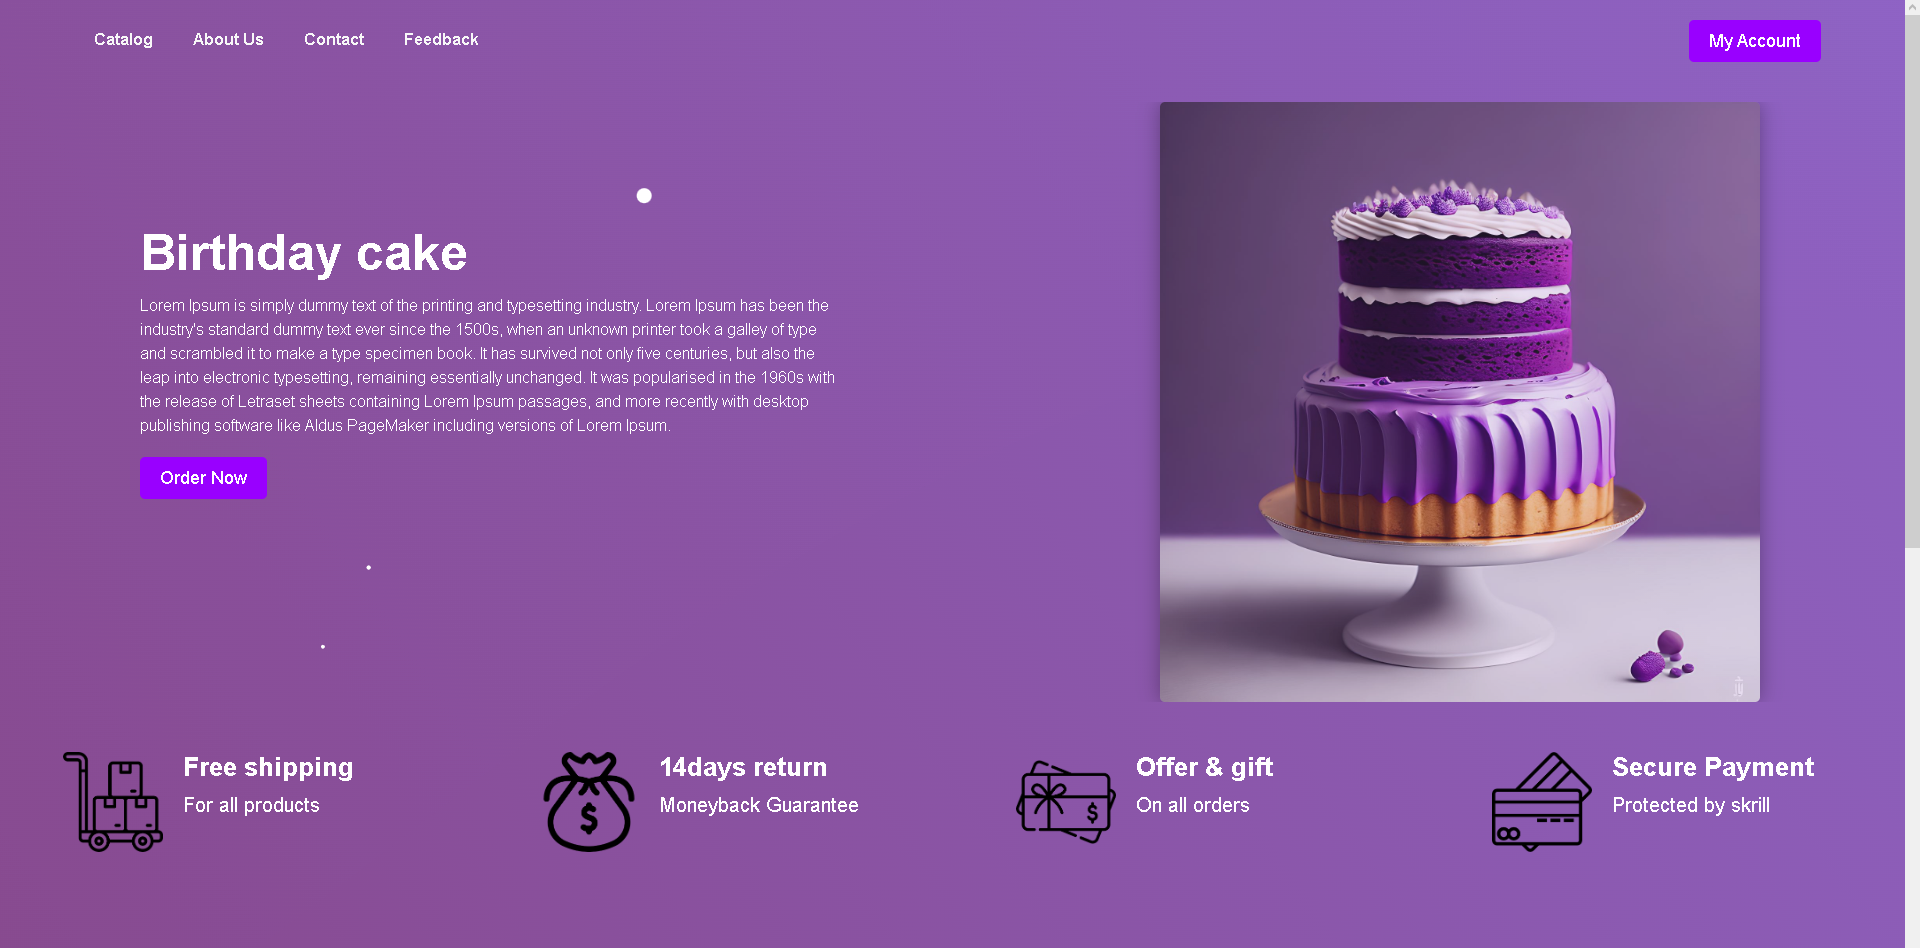 Catalog
About Us
Contact
Feedback
My Account
Birthday cake
Lorem Ipsum is simply dummy text of the printing and typesetting industry. Lorem Ipsum has been the
industry's standard dummy text ever since the 1500s, when an unknown printer took a galley of type
and scrambled it to make a type specimen book. It has survived not only five centuries, but also the
leap into electronic typesetting, remaining essentially unchanged. It was popularised in the 1960s with
the release of Letraset sheets containing Lorem Ipsum passages, and more recently with desktop
publishing software like Aldus PageMaker including versions of Lorem Ipsum.
Order Now
Free shipping
For all products
$
14days return
Moneyback Guarantee
$
Offer & gift
On all orders
Secure Payment
Protected by skrill